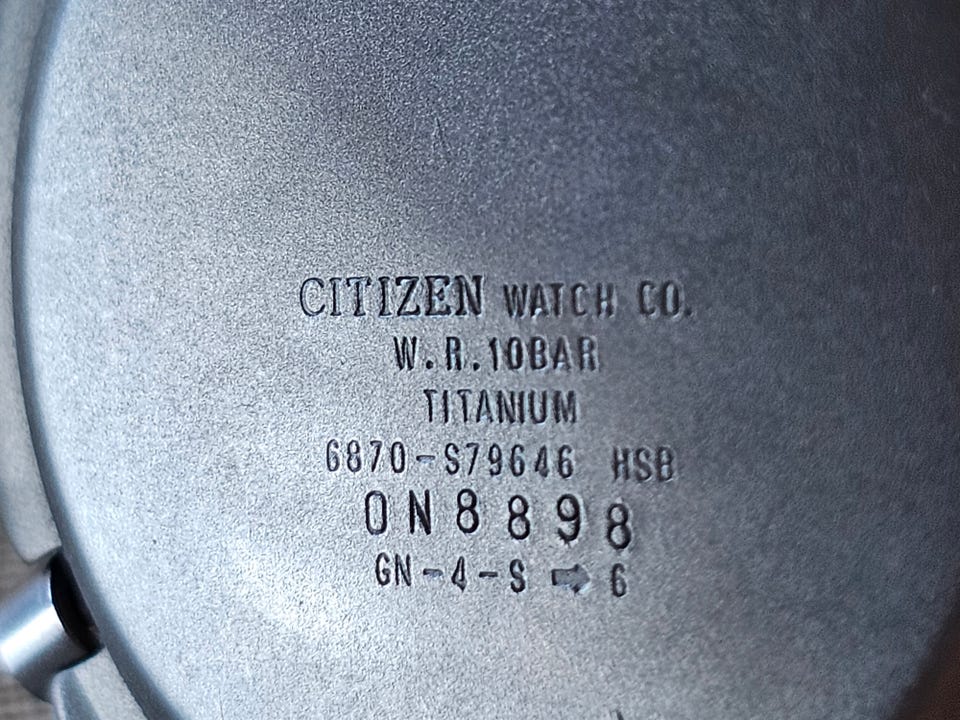 CITIZEN WATCH CO.
W.R.10BAR
TITANIUM
6870-S79646 HSB
0N8898
GN-4-S ➡ 6